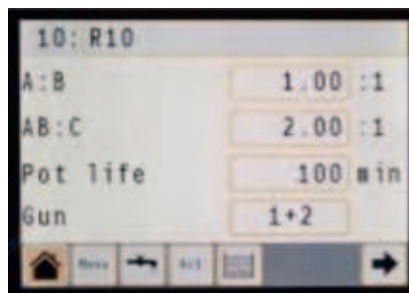 10: R10
A:B 1.00 :1
AB:C 2.00 :1
Pot life 100 min
Gun 1+2
Menu